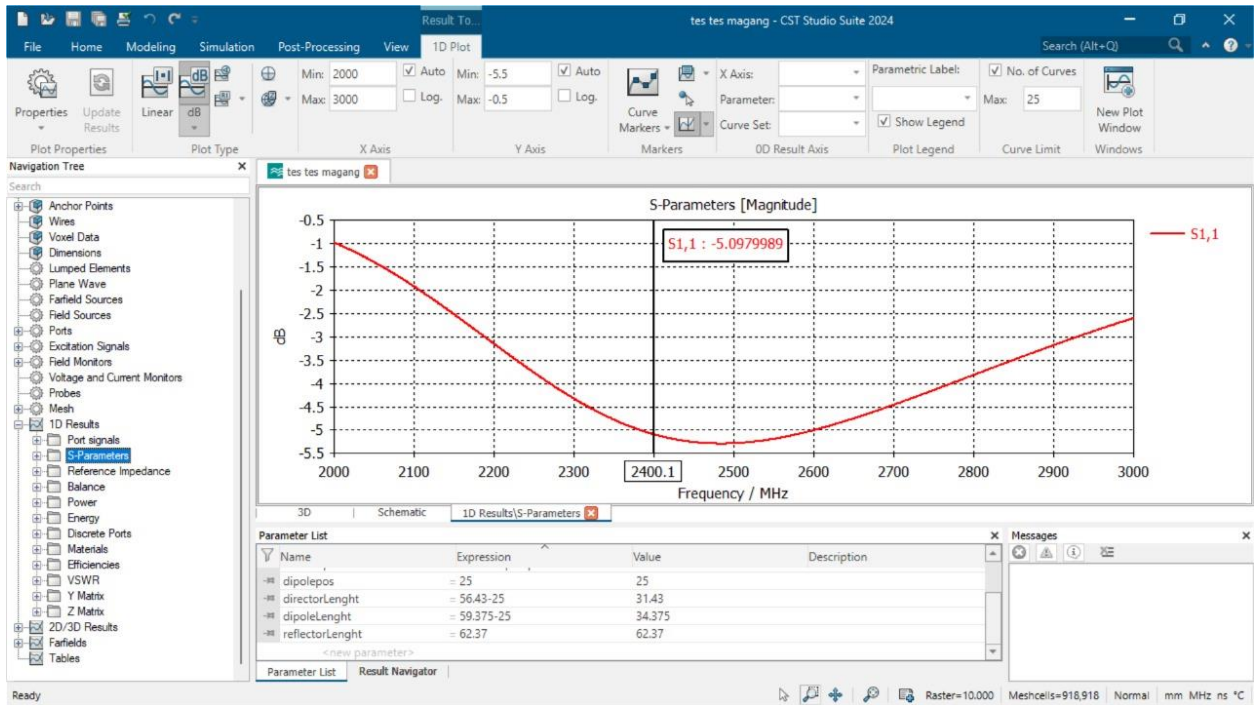 Result To...
tes tes magang - CST Studio Suite 2024
File Home Modeling Simulation Post-Processing View 1D Plot Search (Alt+Q)
Properties
Update Results
Plot Properties
Linear
dB
Plot Type
Min: 2000 Auto
Max: 3000 Log.
X Axis
Min: -5.5 Auto
Max: -0.5 Log.
Y Axis
Curve Markers
Markers
X Axis:
Parameter:
Curve Set:
0D Result Axis
Parametric Label:
Show Legend
Plot Legend
No. of Curves
Max: 25
Curve Limit
New Plot Window
Windows
Navigation Tree
Search
Anchor Points
Wires
Voxel Data
Dimensions
Lumped Elements
Plane Wave
Farfield Sources
Field Sources
Ports
Excitation Signals
Field Monitors
Voltage and Current Monitors
Probes
Mesh
1D Results
Port signals
S-Parameters
Reference Impedance
Balance
Power
Energy
Discrete Ports
Materials
Efficiencies
VSWR
Y Matrix
Z Matrix
2D/3D Results
Farfields
Tables
tes tes magang
S-Parameters [Magnitude]
S1,1 : -5.0979989
S1,1
dB
-0.5
-1
-1.5
-2
-2.5
-3
-3.5
-4
-4.5
-5
-5.5
2000 2100 2200 2300 2400.1 2500 2600 2700 2800 2900 3000
Frequency / MHz
3D Schematic 1D Results\S-Parameters
Parameter List
Name Expression Value Description
dipolepos = 25 25
directorLenght = 56.43-25 31.43
dipoleLenght = 59.375-25 34.375
reflectorLenght = 62.37 62.37
<new parameter>
Parameter List Result Navigator
Messages
Ready
Raster=10.000 Meshcells=918,918 Normal mm MHz ns °C